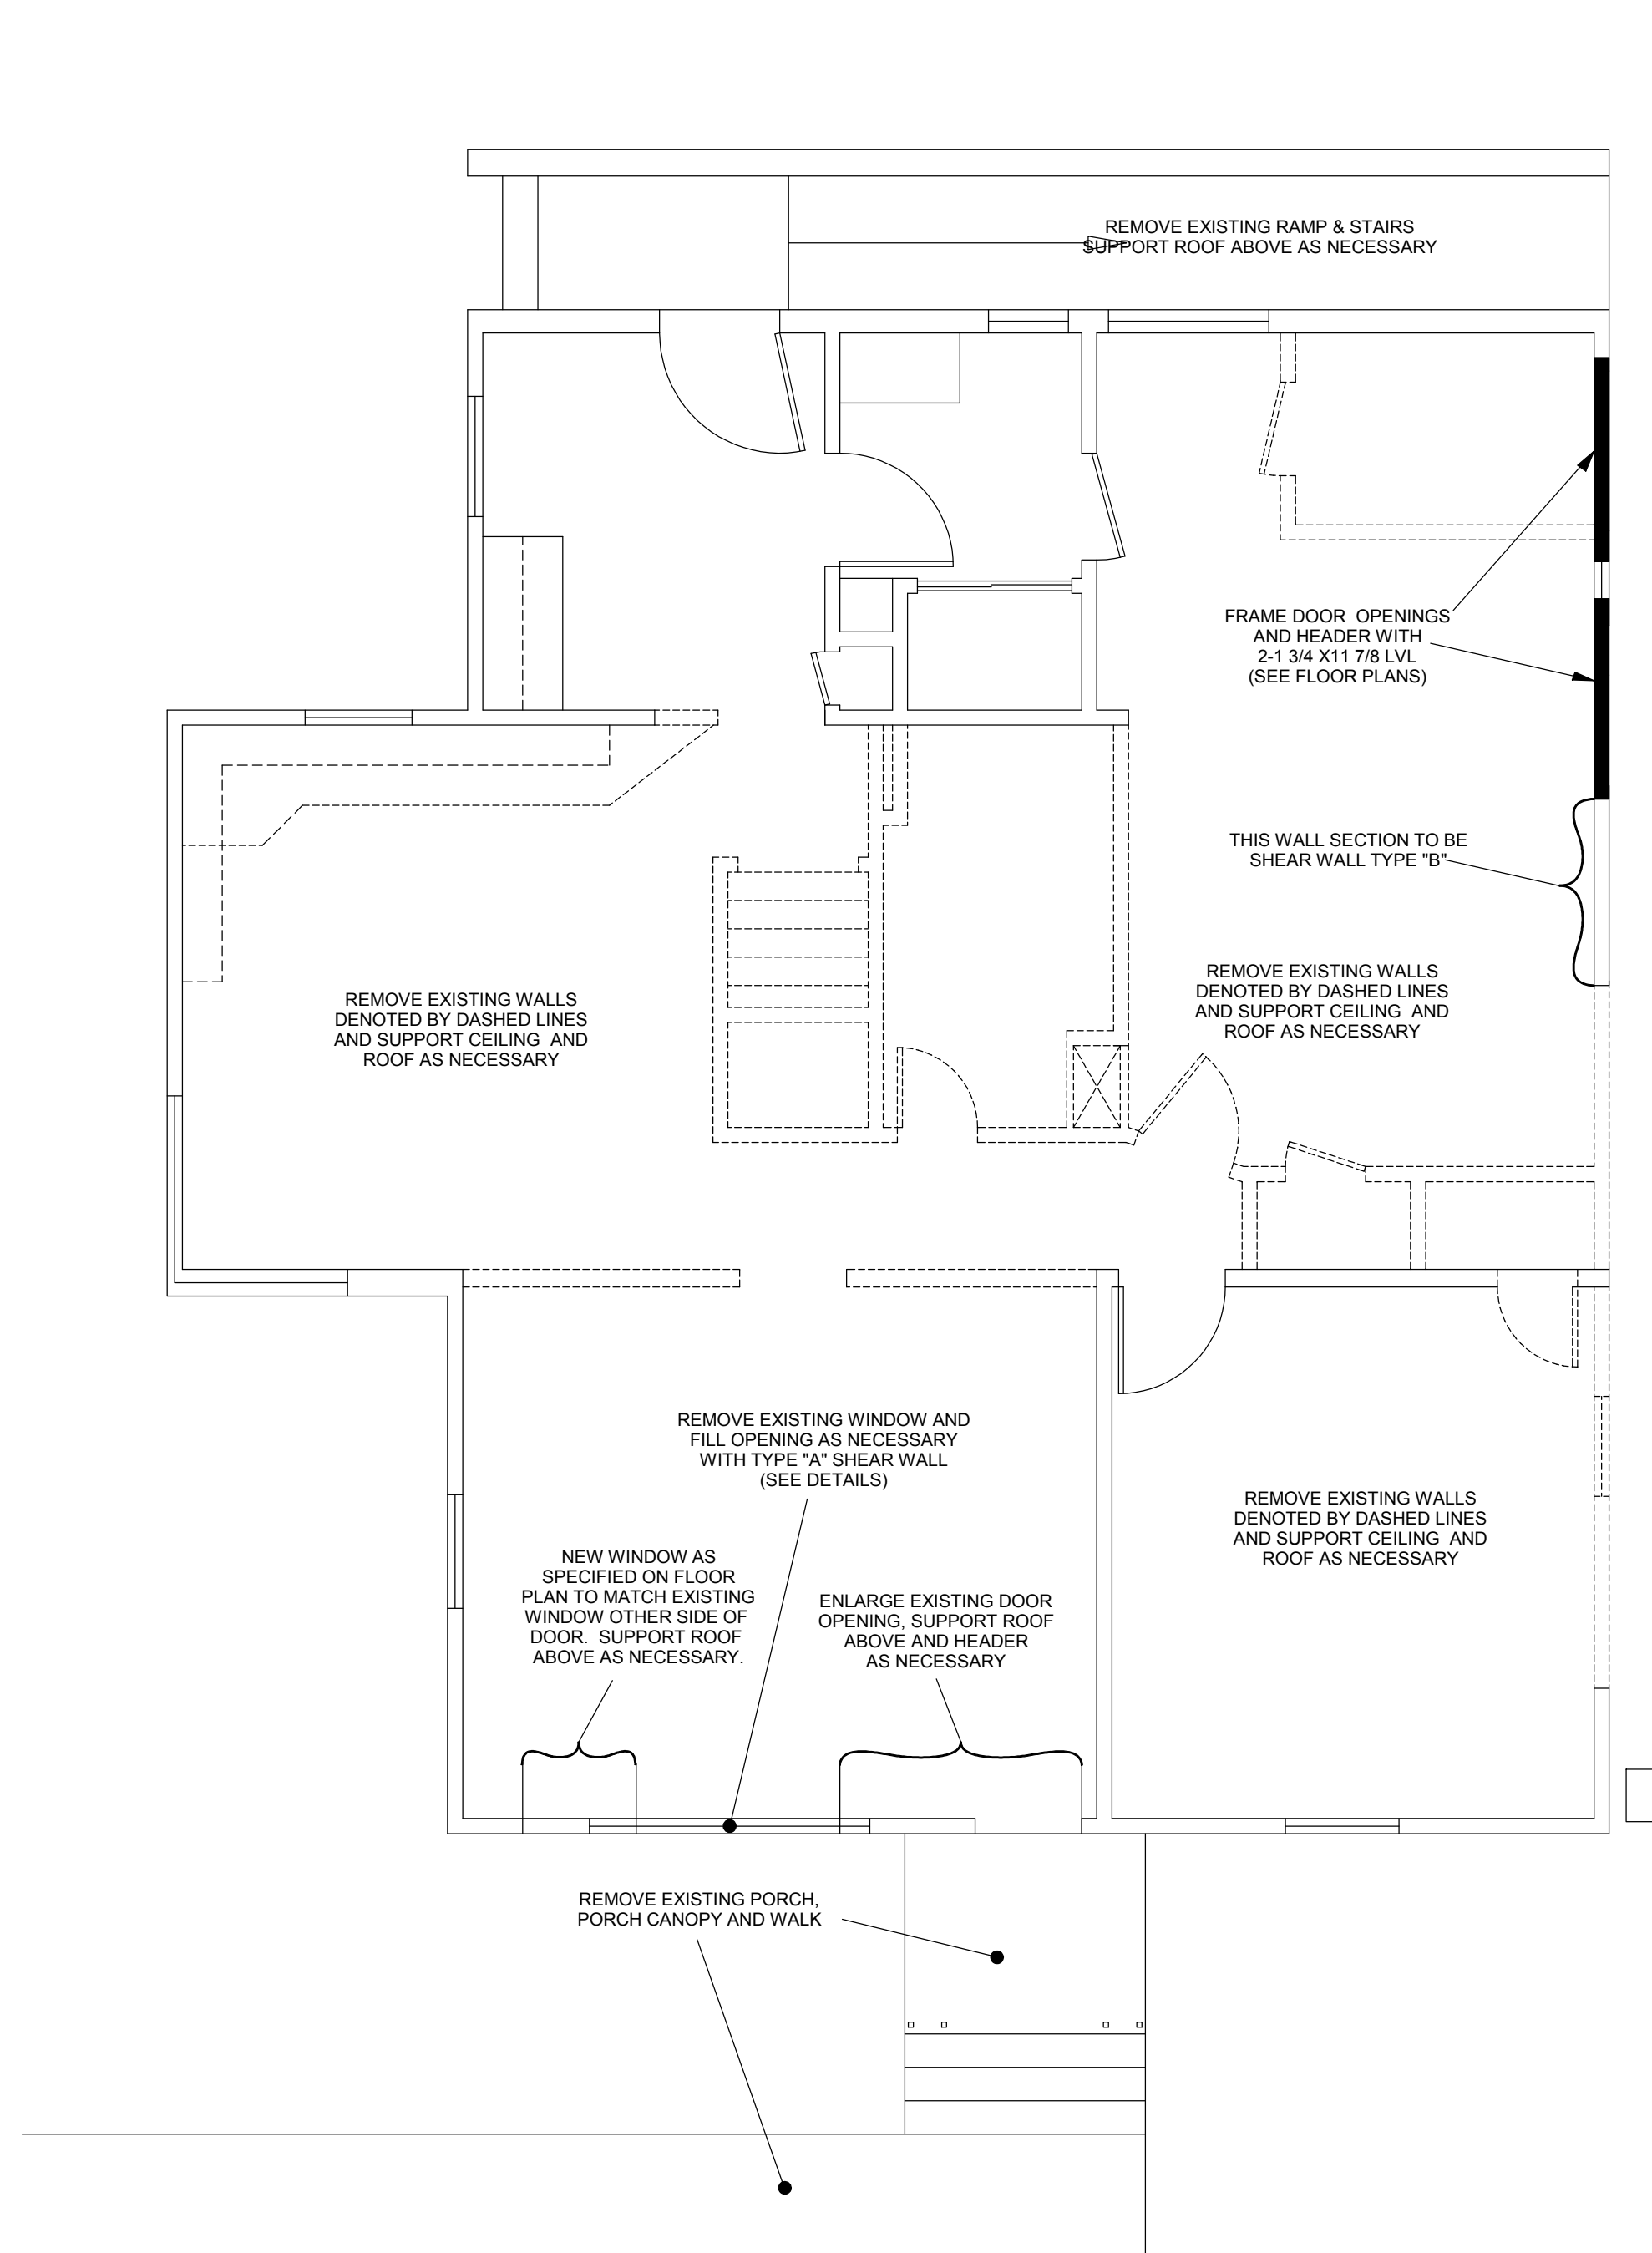 REMOVE EXISTING RAMP & STAIRS
SUPPORT ROOF ABOVE AS NECESSARY
FRAME DOOR OPENINGS
AND HEADER WITH
2-1 3/4 X11 7/8 LVL
(SEE FLOOR PLANS)
THIS WALL SECTION TO BE
SHEAR WALL TYPE "B"
REMOVE EXISTING WALLS
DENOTED BY DASHED LINES
AND SUPPORT CEILING AND
ROOF AS NECESSARY
REMOVE EXISTING WALLS
DENOTED BY DASHED LINES
AND SUPPORT CEILING AND
ROOF AS NECESSARY
REMOVE EXISTING WINDOW AND
FILL OPENING AS NECESSARY
WITH TYPE "A" SHEAR WALL
(SEE DETAILS)
REMOVE EXISTING WALLS
DENOTED BY DASHED LINES
AND SUPPORT CEILING AND
ROOF AS NECESSARY
NEW WINDOW AS
SPECIFIED ON FLOOR
PLAN TO MATCH EXISTING
WINDOW OTHER SIDE OF
DOOR. SUPPORT ROOF
ABOVE AS NECESSARY.
ENLARGE EXISTING DOOR
OPENING, SUPPORT ROOF
ABOVE AND HEADER
AS NECESSARY
REMOVE EXISTING PORCH,
PORCH CANOPY AND WALK